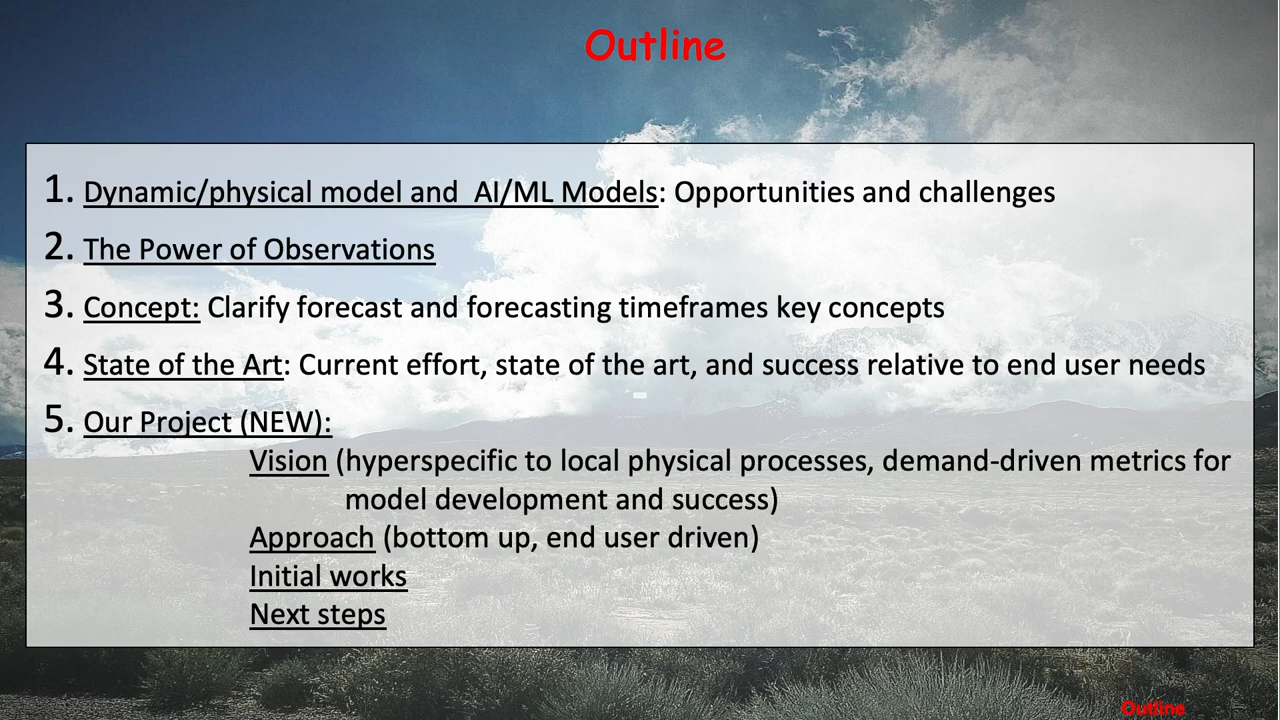 Outline
1. Dynamic/physical model and  AI/ML Models: Opportunities and challenges
2. The Power of Observations
3. Concept: Clarify forecast and forecasting timeframes key concepts
4. State of the Art: Current effort, state of the art, and success relative to end user needs
5. Our Project (NEW):
Vision (hyperspecific to local physical processes, demand-driven metrics for
model development and success)
Approach (bottom up, end user driven)
Initial works
Next steps
Outline